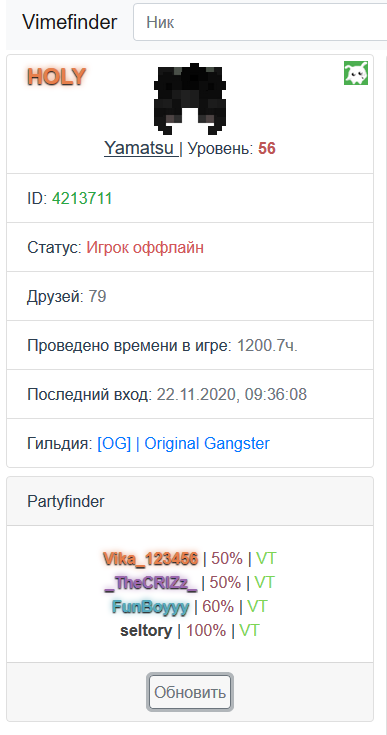 Vimefinder Ник
HOLY
Yamatsu | Уровень: 56
ID: 4213711
Статус: Игрок оффлайн
Друзей: 79
Проведено времени в игре: 1200.7ч.
Последний вход: 22.11.2020, 09:36:08
Гильдия: [OG] | Original Gangster
Partyfinder
Vika_123456 | 50% | VT
_TheCRIZz_ | 50% | VT
FunBoyyy | 60% | VT
seltory | 100% | VT
Обновить